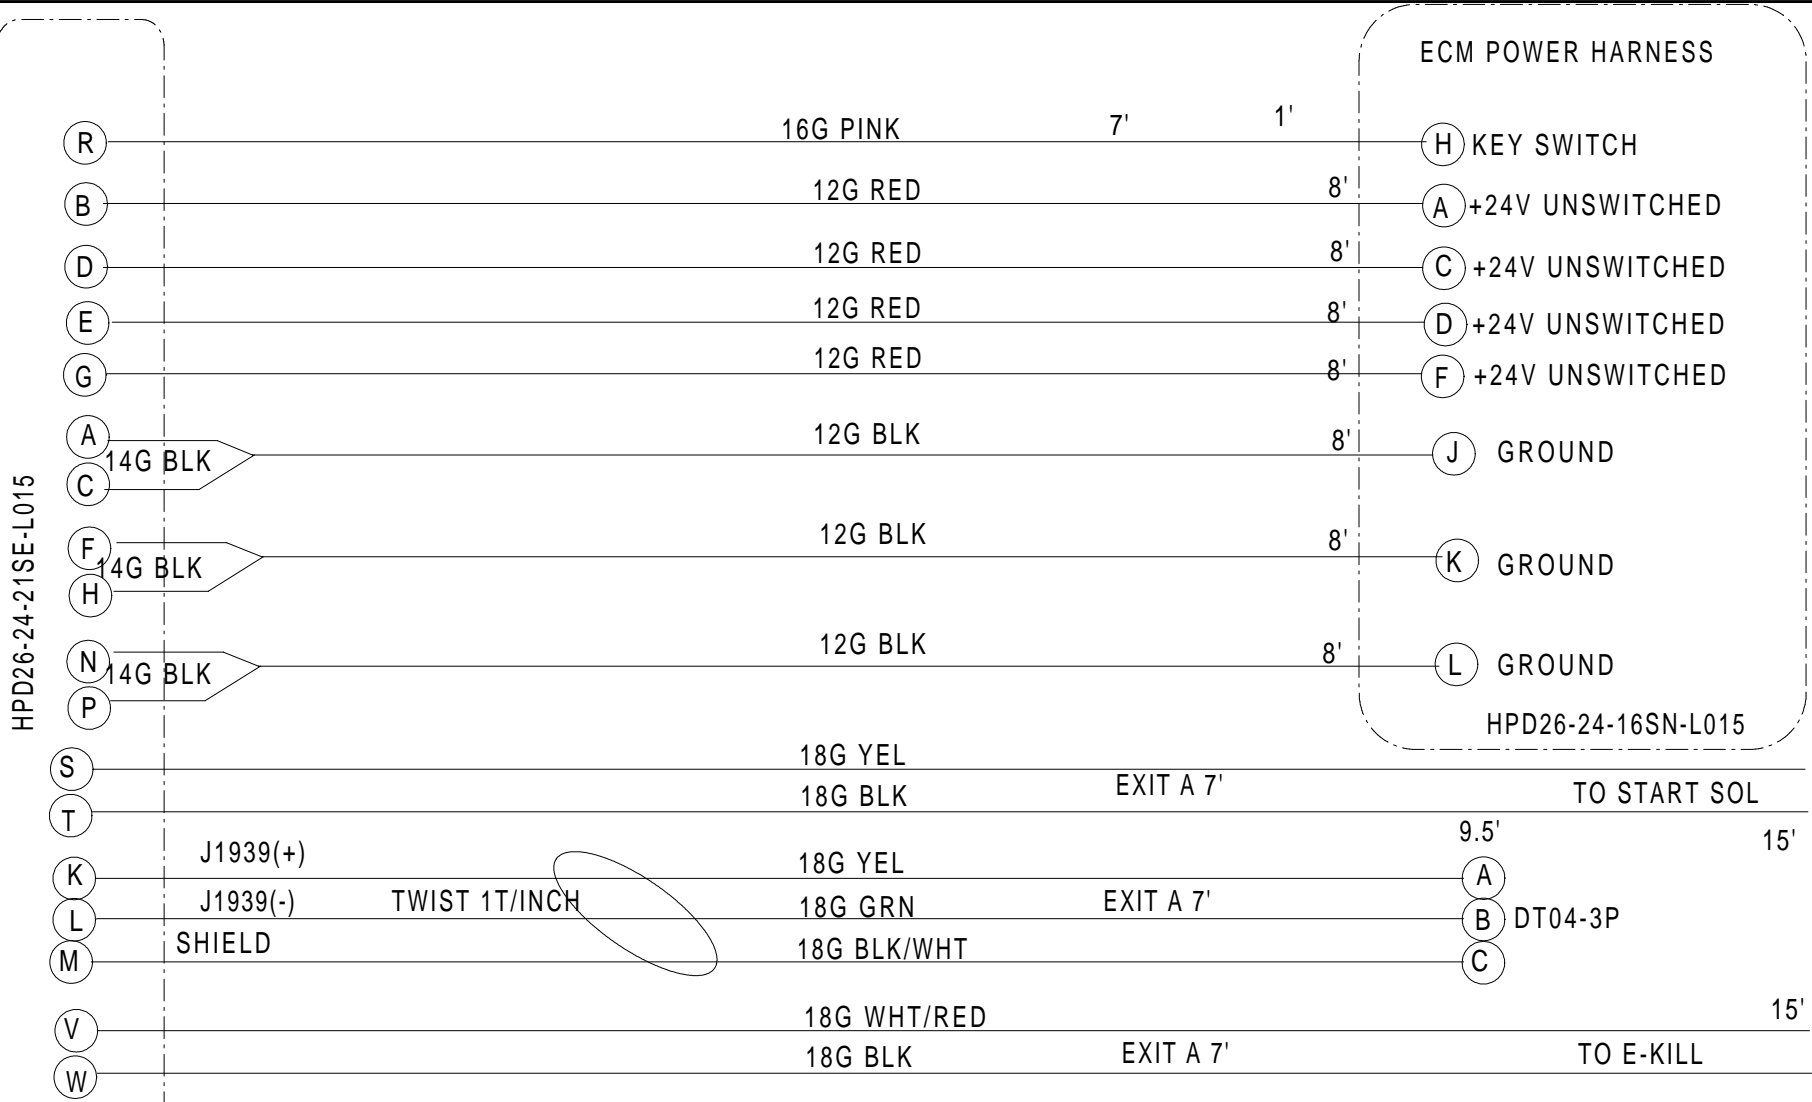 ECM POWER HARNESS
R 16G PINK 7' 1' H KEY SWITCH
B 12G RED 8' A +24V UNSWITCHED
D 12G RED 8' C +24V UNSWITCHED
E 12G RED 8' D +24V UNSWITCHED
G 12G RED 8' F +24V UNSWITCHED
A 12G BLK 8' J GROUND
14G BLK
C
HPD26-24-21SE-L015
F 12G BLK 8' K GROUND
14G BLK
H
N 12G BLK 8' L GROUND
14G BLK
P
HPD26-24-16SN-L015
S 18G YEL
EXIT A 7' TO START SOL
T 18G BLK
9.5' 15'
K J1939(+) 18G YEL A
L J1939(-) TWIST 1T/INCH 18G GRN EXIT A 7' B DT04-3P
M SHIELD 18G BLK/WHT C
V 18G WHT/RED 15'
W 18G BLK EXIT A 7' TO E-KILL